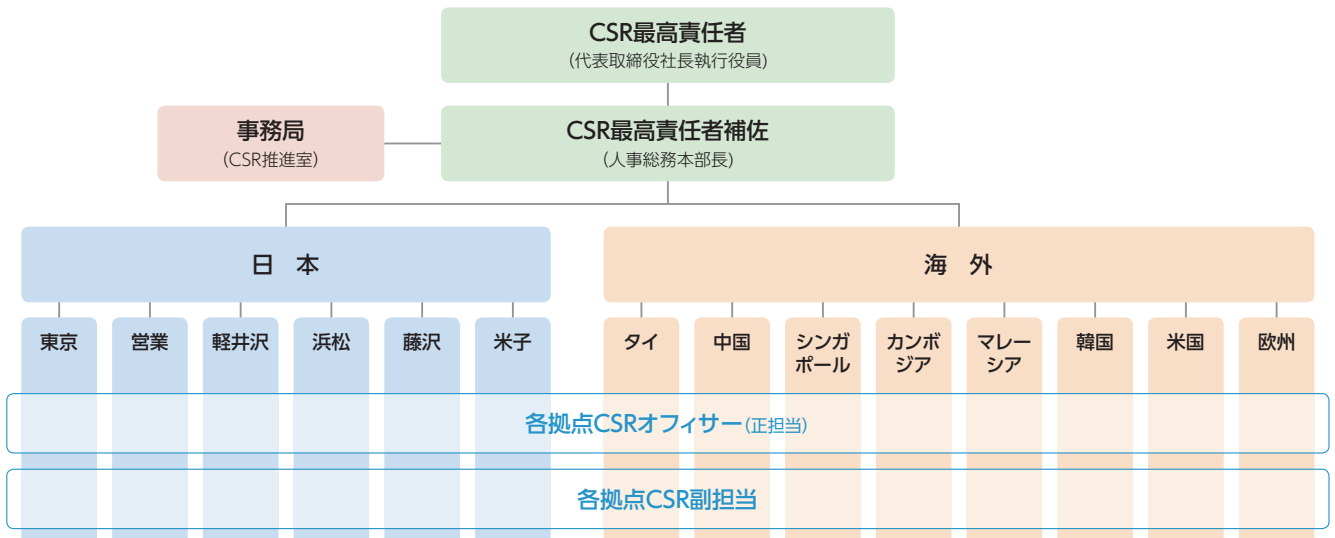 CSR最高責任者
(代表取締役社長執行役員)
事務局
(CSR推進室)
CSR最高責任者補佐
(人事総務本部長)
日 本
海 外
東京
営業
軽井沢
浜松
藤沢
米子
タイ
中国
シンガ
ポール
カンボ
ジア
マレー
シア
韓国
米国
欧州
各拠点CSRオフィサー(正担当)
各拠点CSR副担当